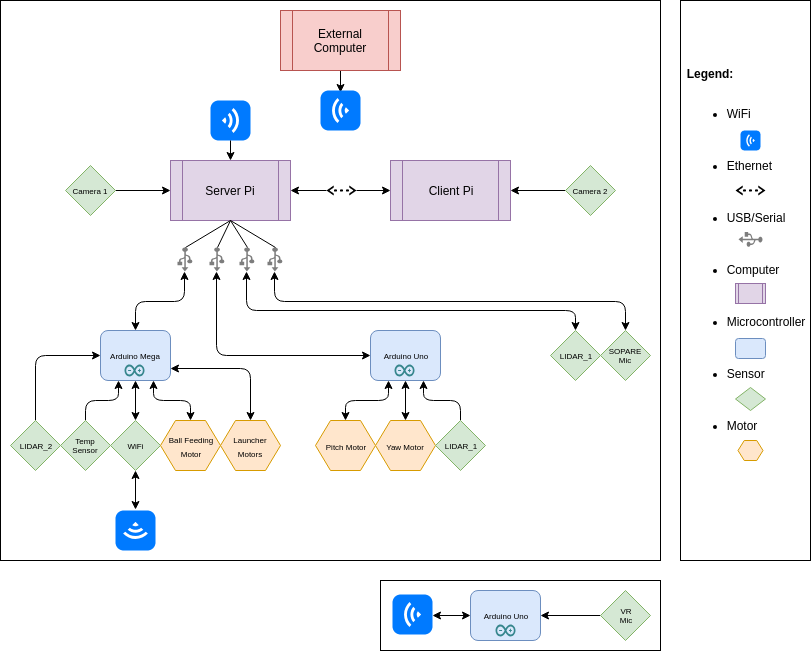 External
Computer
Legend:
WiFi
Ethernet
USB/Serial
Computer
Microcontroller
Sensor
Motor
Camera 1
Server Pi
Client Pi
Camera 2
Arduino Mega
Arduino Uno
LIDAR_1
SOPARE
Mic
LIDAR_2
Temp
Sensor
WiFi
Ball Feeding
Motor
Launcher
Motors
Pitch Motor
Yaw Motor
LIDAR_1
Arduino Uno
VR
Mic